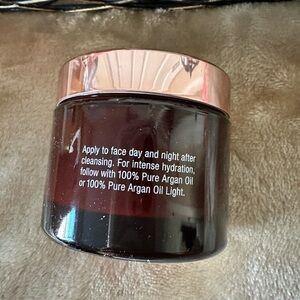 Apply to face day and night after
cleansing. For intense hydration,
follow with 100% Pure Argan Oil
or 100% Pure Argan Oil Light.